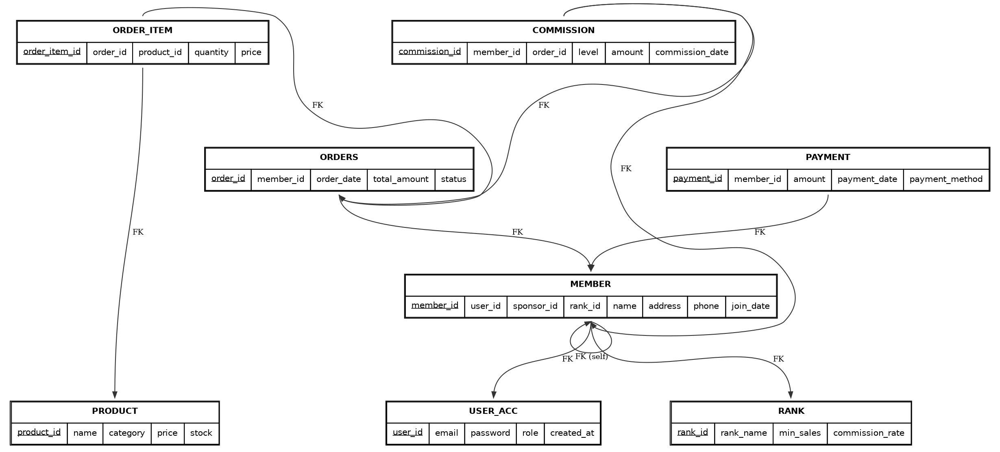 ORDER_ITEM
order_item_id order_id product_id quantity price
COMMISSION
commission_id member_id order_id level amount commission_date
FK
FK
ORDERS
order_id member_id order_date total_amount status
FK
PAYMENT
payment_id member_id amount payment_date payment_method
FK
FK
FK
MEMBER
member_id user_id sponsor_id rank_id name address phone join_date
FK
FK (self)
FK
PRODUCT
product_id name category price stock
USER_ACC
user_id email password role created_at
RANK
rank_id rank_name min_sales commission_rate